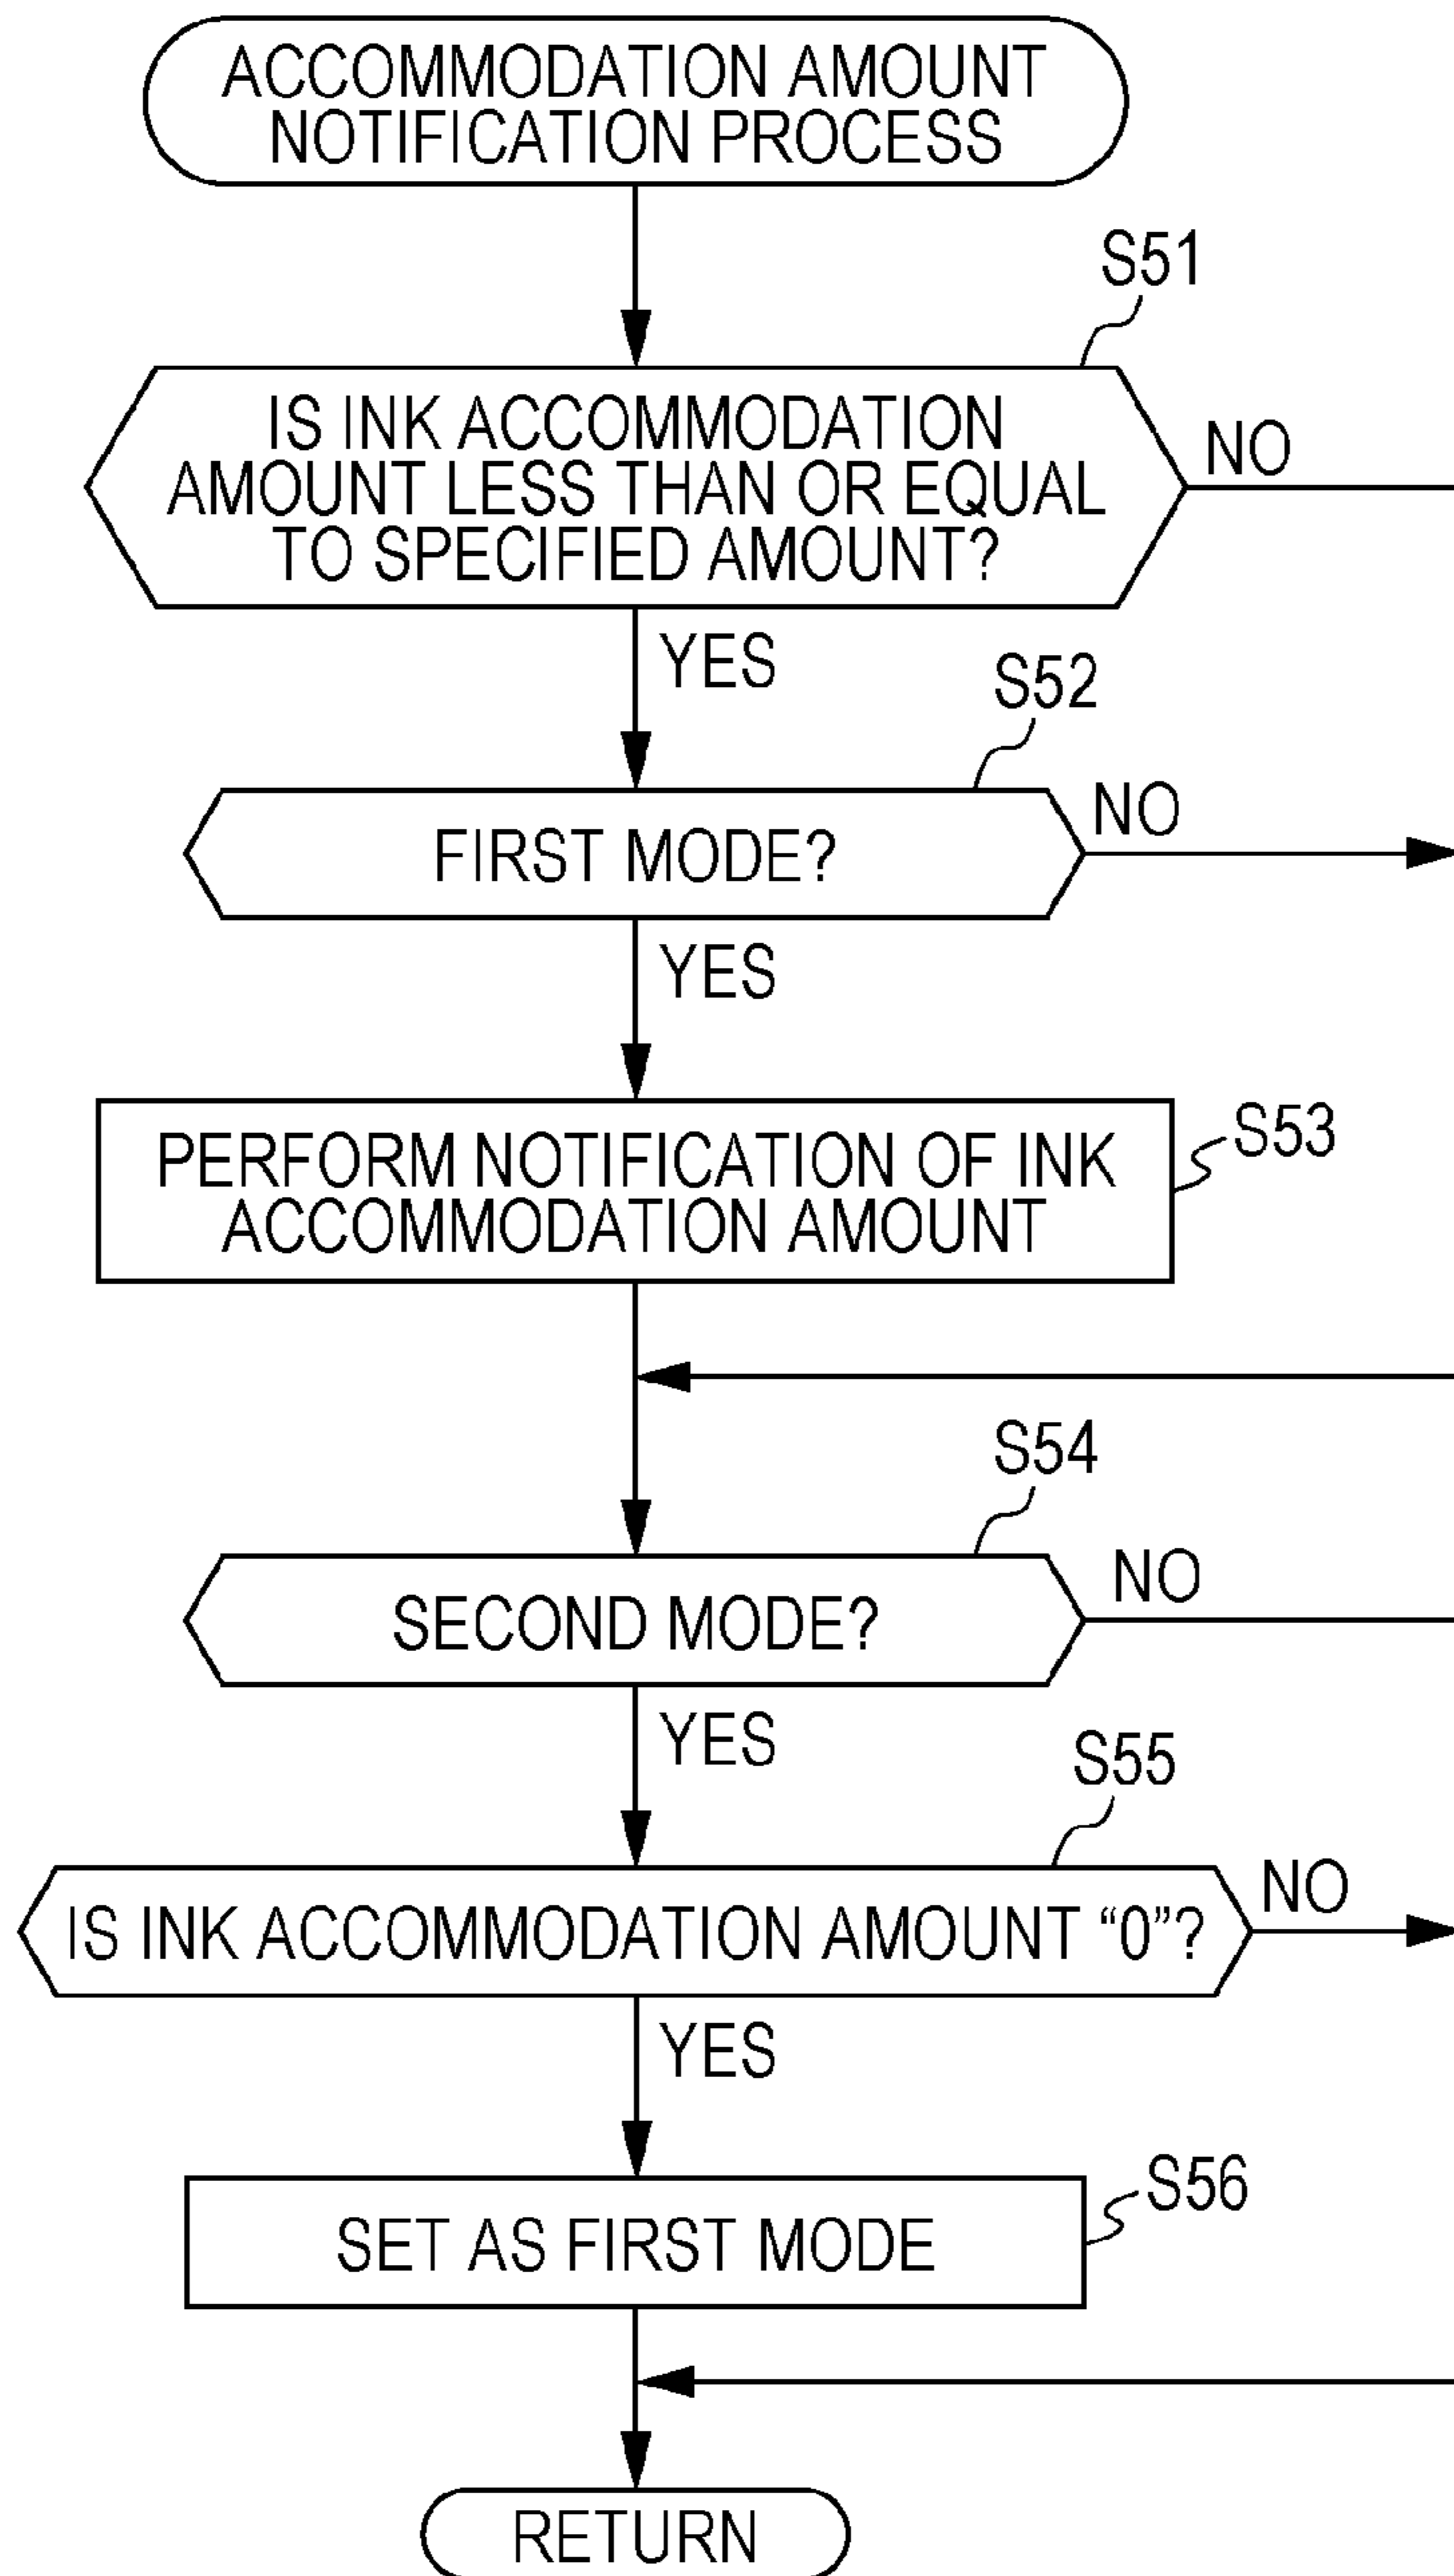 ACCOMMODATION AMOUNT
NOTIFICATION PROCESS
S51
IS INK ACCOMMODATION
AMOUNT LESS THAN OR EQUAL
TO SPECIFIED AMOUNT?
NO
YES
S52
FIRST MODE?
NO
YES
PERFORM NOTIFICATION OF INK
ACCOMMODATION AMOUNT
S53
S54
SECOND MODE?
NO
YES
S55
IS INK ACCOMMODATION AMOUNT “0”?
NO
YES
SET AS FIRST MODE
S56
RETURN